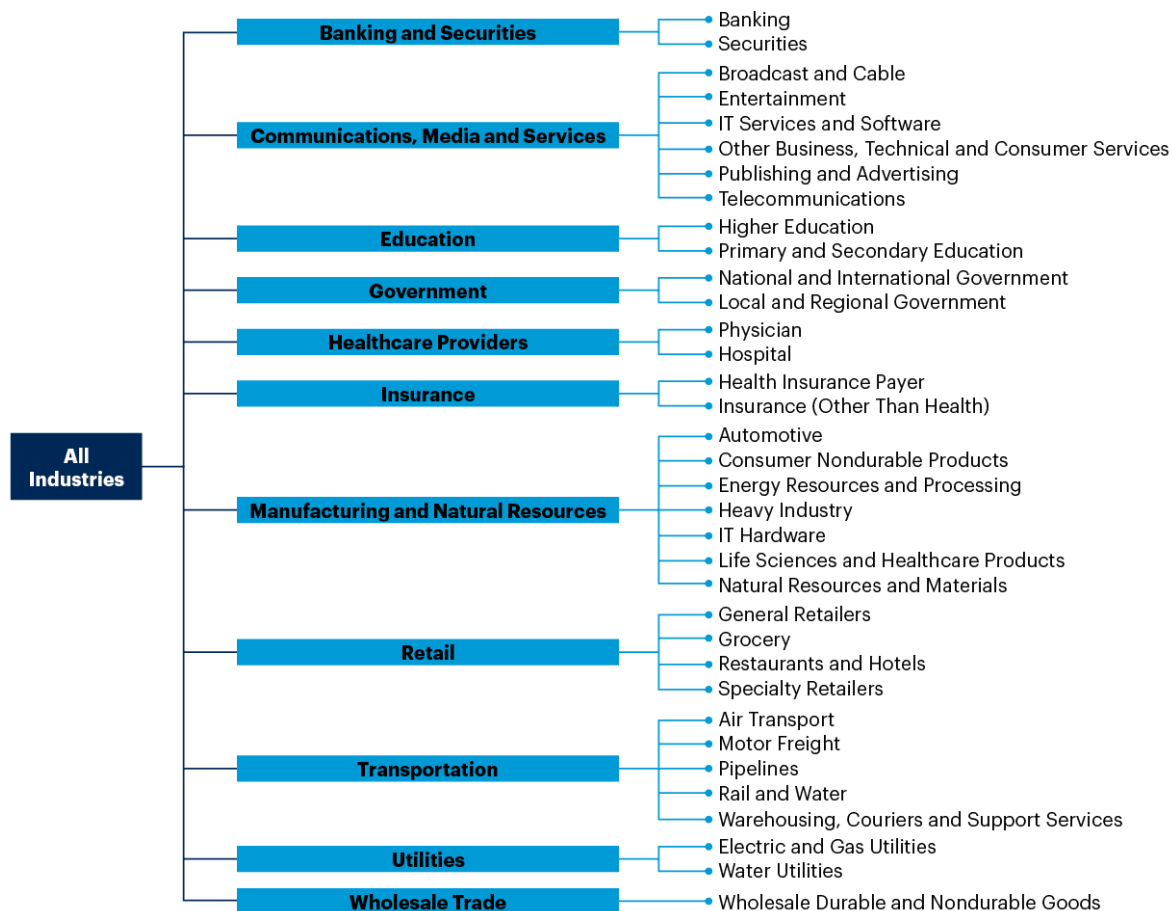 All
Industries
Banking and Securities
Banking
Securities
Communications, Media and Services
Broadcast and Cable
Entertainment
IT Services and Software
Other Business, Technical and Consumer Services
Publishing and Advertising
Telecommunications
Education
Higher Education
Primary and Secondary Education
Government
National and International Government
Local and Regional Government
Healthcare Providers
Physician
Hospital
Insurance
Health Insurance Payer
Insurance (Other Than Health)
Manufacturing and Natural Resources
Automotive
Consumer Nondurable Products
Energy Resources and Processing
Heavy Industry
IT Hardware
Life Sciences and Healthcare Products
Natural Resources and Materials
Retail
General Retailers
Grocery
Restaurants and Hotels
Specialty Retailers
Transportation
Air Transport
Motor Freight
Pipelines
Rail and Water
Warehousing, Couriers and Support Services
Utilities
Electric and Gas Utilities
Water Utilities
Wholesale Trade
Wholesale Durable and Nondurable Goods